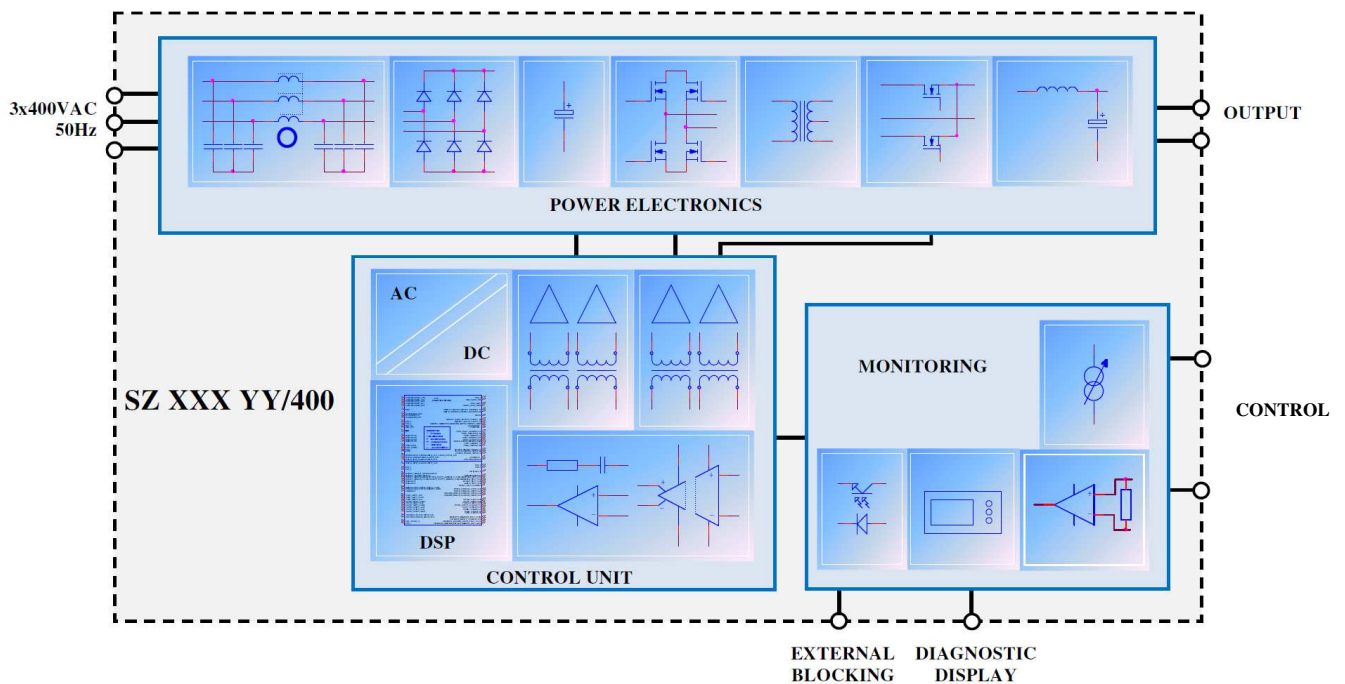 3x400VAC
50Hz
OUTPUT
POWER ELECTRONICS
AC
DC
MONITORING
SZ XXX YY/400
CONTROL
DSP
CONTROL UNIT
EXTERNAL
BLOCKING
DIAGNOSTIC
DISPLAY